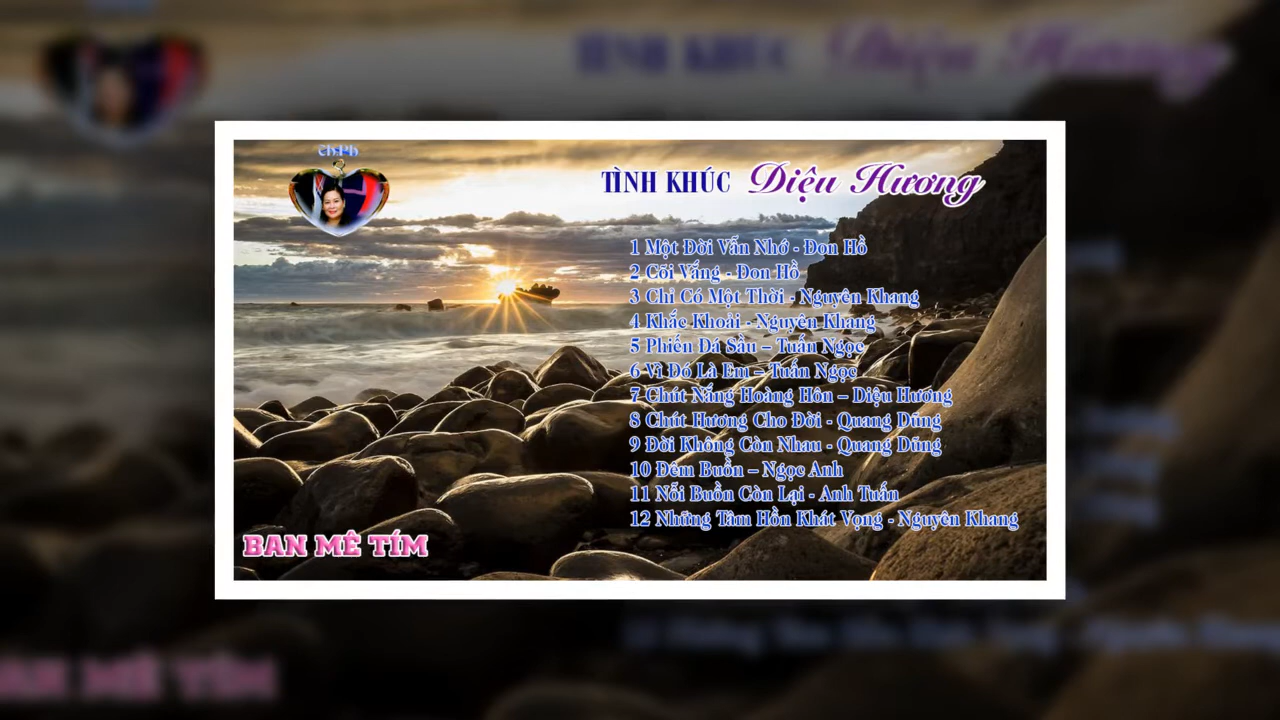 Ch.Ph
TÌNH KHÚC Diệu Hương
1 Một Đời Vẫn Nhớ - Đon Hồ
2 Cõi Vắng - Đon Hồ
3 Chỉ Có Một Thời - Nguyên Khang
4 Khắc Khoải - Nguyên Khang
5 Phiến Đá Sầu – Tuấn Ngọc
6 Vì Đó Là Em – Tuấn Ngọc
7 Chút Nắng Hoàng Hôn – Diệu Hương
8 Chút Hương Cho Đời - Quang Dũng
9 Đời Không Còn Nhau - Quang Dũng
10 Đêm Buồn – Ngọc Anh
11 Nỗi Buồn Còn Lại - Anh Tuấn
12 Những Tâm Hồn Khát Vọng - Nguyên Khang
BAN MÊ TÍM